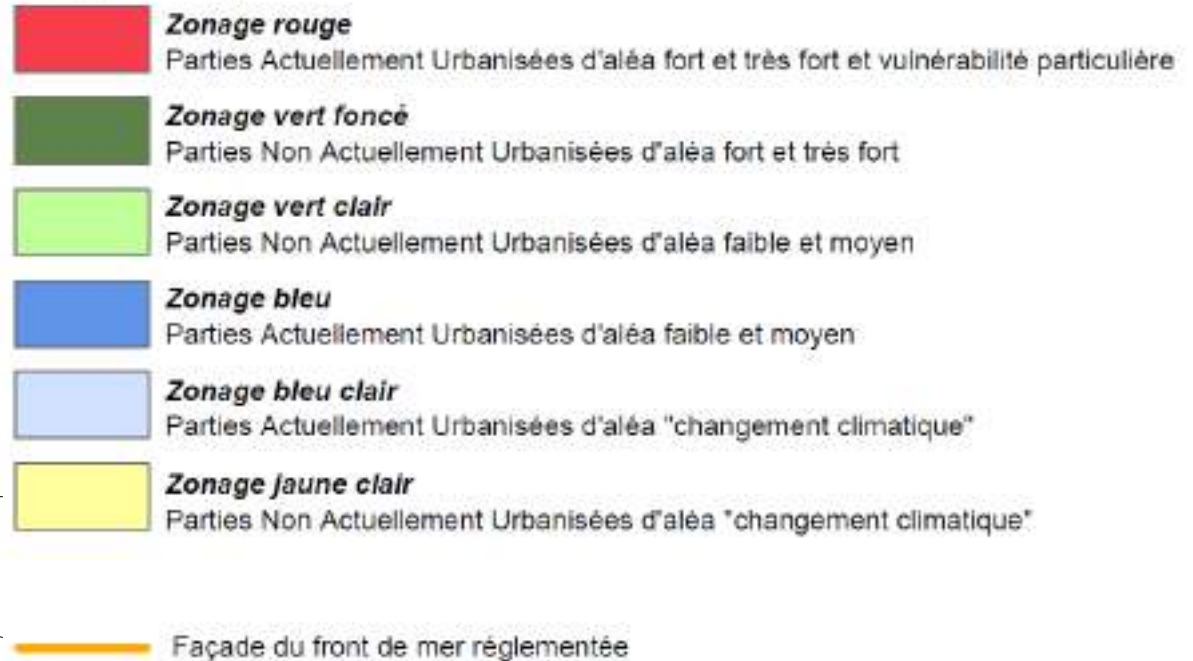 Zonage rouge
Parties Actuellement Urbanisées d'aléa fort et très fort et vulnérabilité particulière
Zonage vert foncé
Parties Non Actuellement Urbanisées d'aléa fort et très fort
Zonage vert clair
Parties Non Actuellement Urbanisées d'aléa faible et moyen
Zonage bleu
Parties Actuellement Urbanisées d'aléa faible et moyen
Zonage bleu clair
Parties Actuellement Urbanisées d'aléa "changement climatique"
Zonage jaune clair
Parties Non Actuellement Urbanisées d'aléa "changement climatique"
Façade du front de mer réglementée